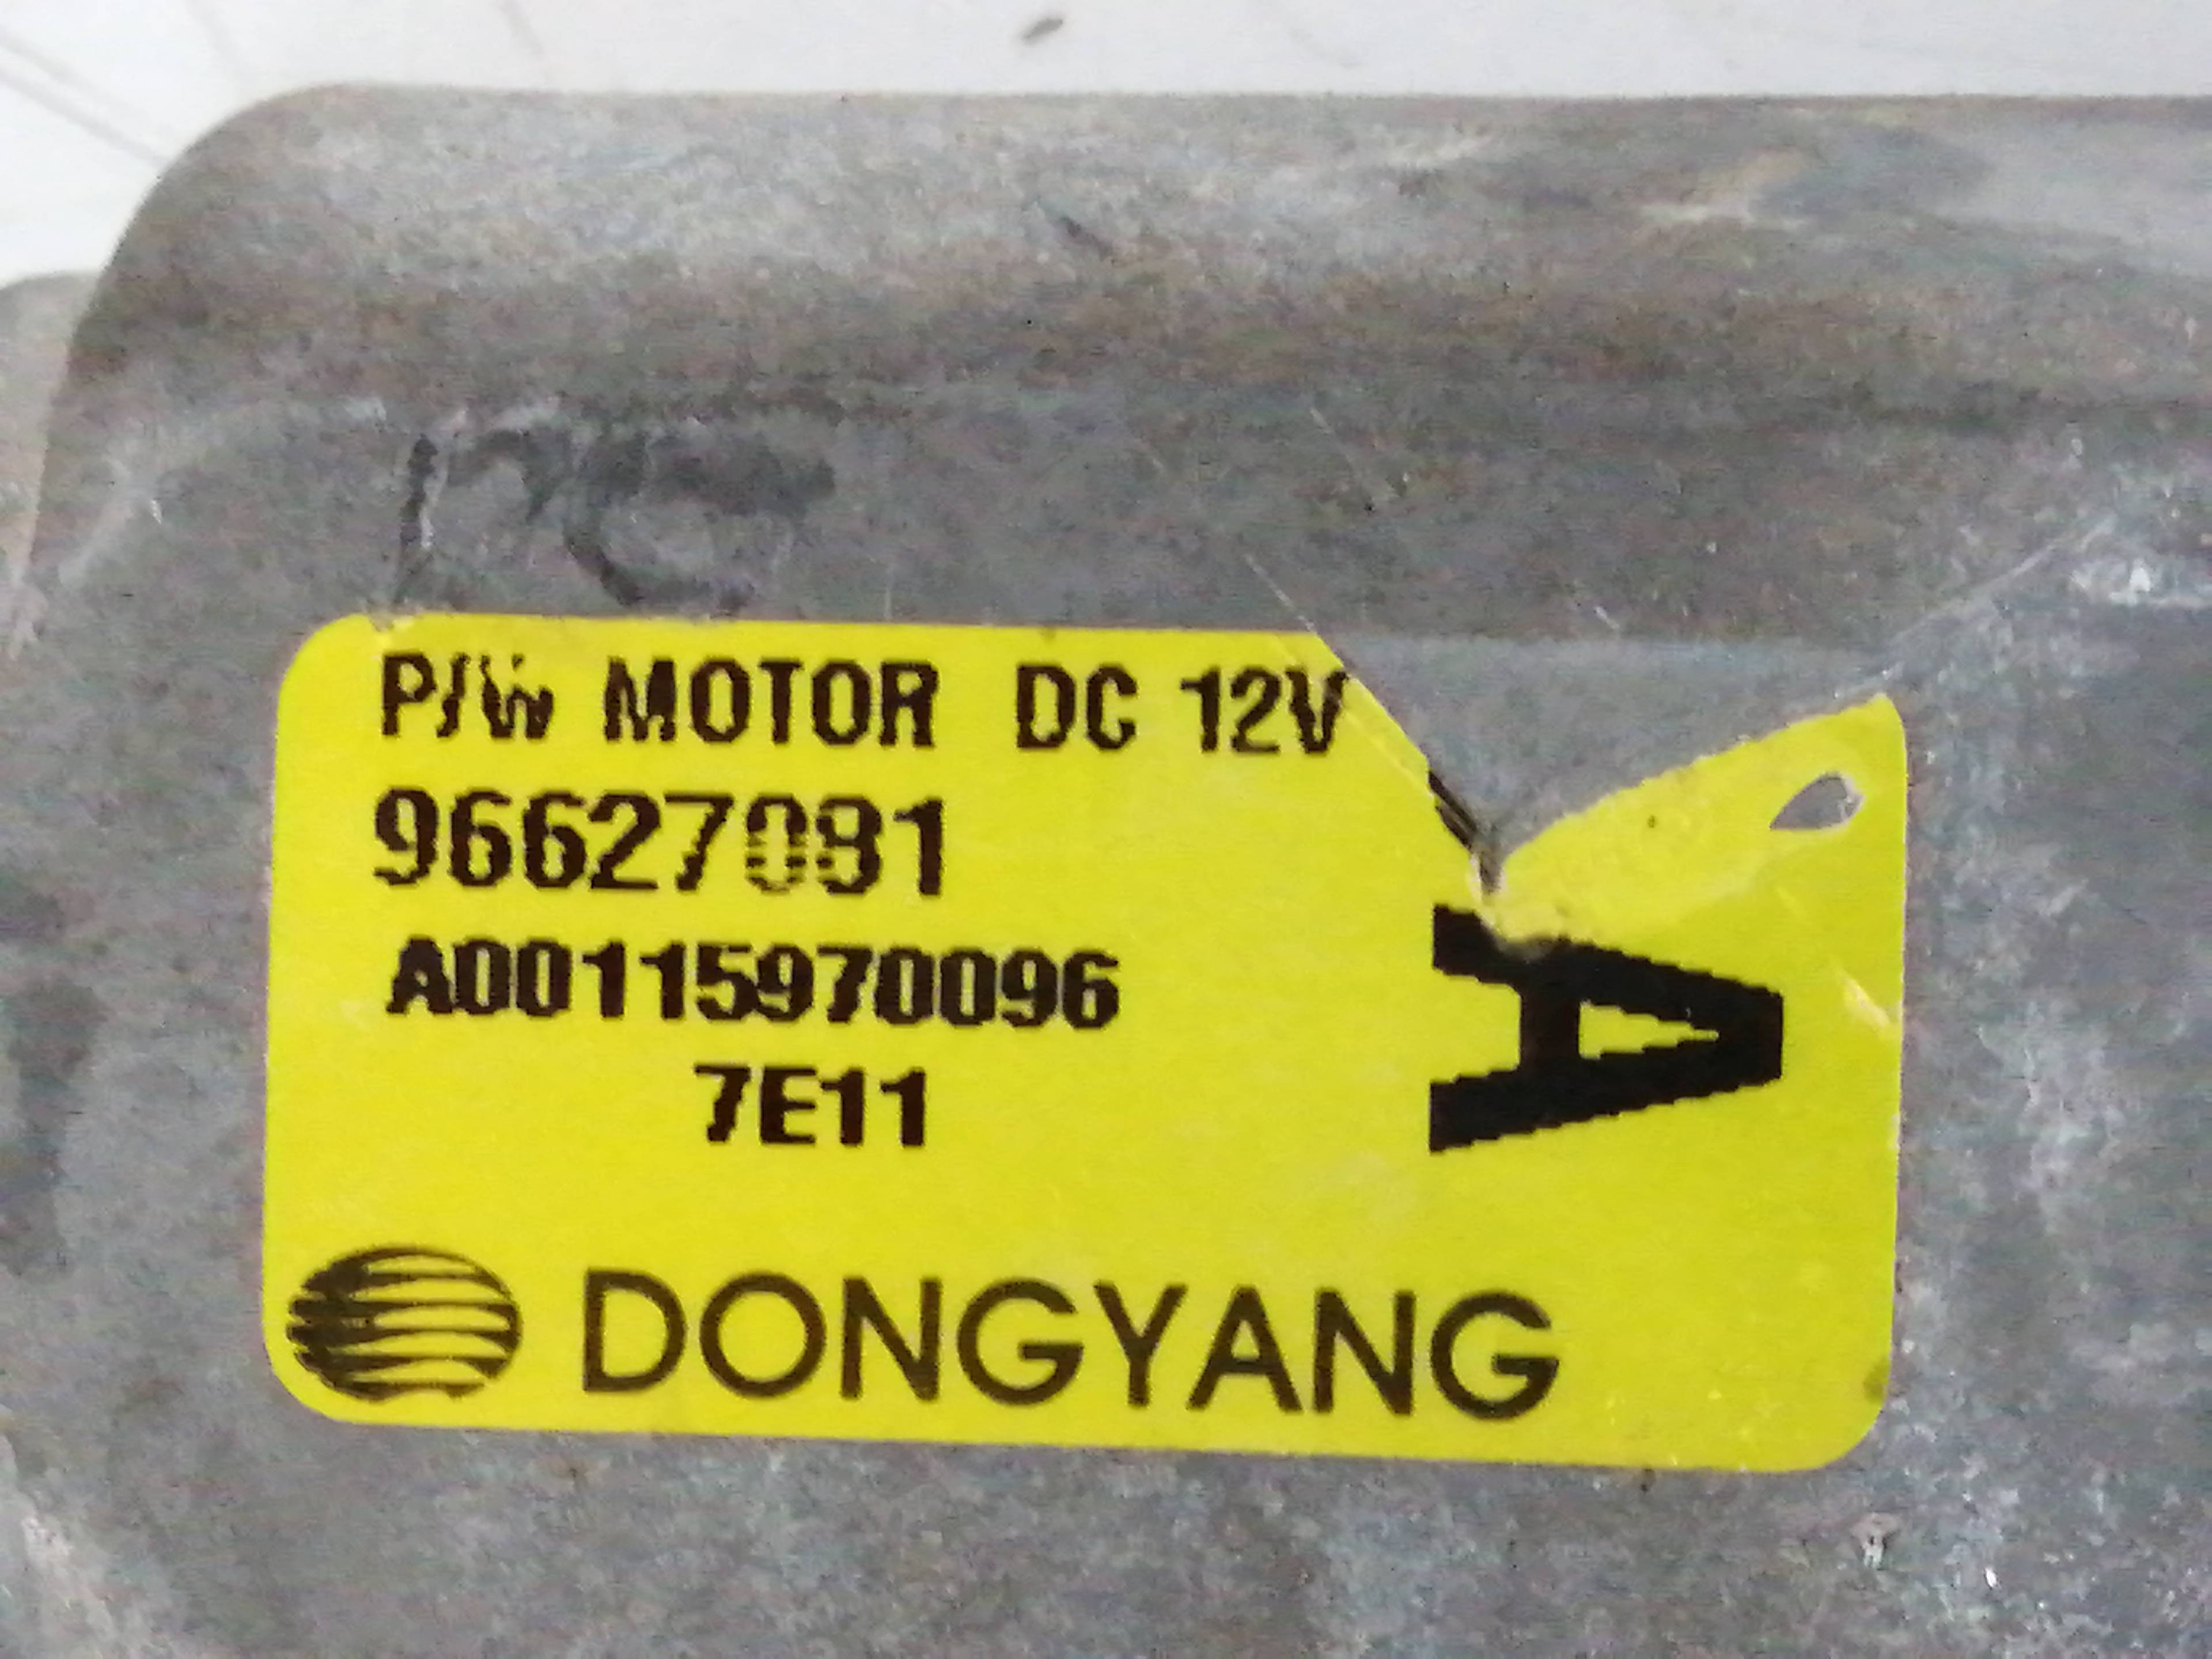 P/W MOTOR DC 12V
96627081
A00115970096
7E11
A
DONGYANG